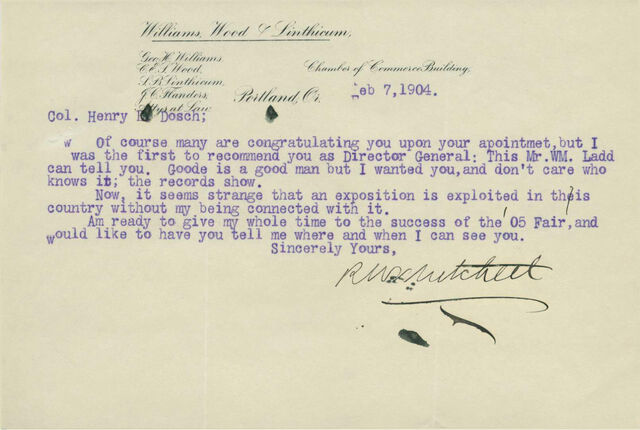 Williams, Wood & Linthicum,
Geo. H. Williams,
C.E.S. Wood,
S.B. Linthicum,
J.C. Flanders,
Att'ys at Law.
Chamber of Commerce Building,
Portland, Or.
Feb 7, 1904.
Col. Henry E. Dosch;
w Of course many are congratulating you upon your apointmet, but I
was the first to recommend you as Director General: This Mr. WM. Ladd
can tell you. Goode is a good man but I wanted you, and don't care who
knows it; the records show.
Now, it seems strange that an exposition is exploited in this
country without my being connected with it.
Am ready to give my whole time to the success of the '05 Fair, and
would like to have you tell me where and when I can see you.
Sincerely Yours,
R W Mitchell